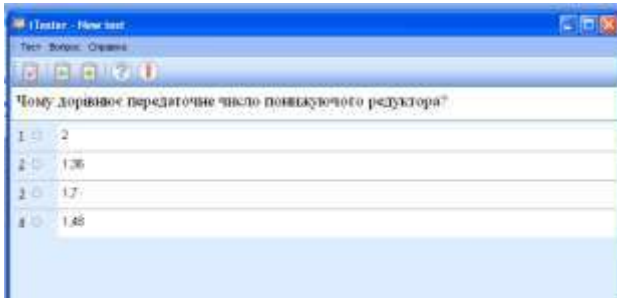 tTester - New test
Тест Вопрос Справка
Чому дорівнює передаточне число понижуючого редуктора?
1 2
2 1,36
3 1,7
4 1,48